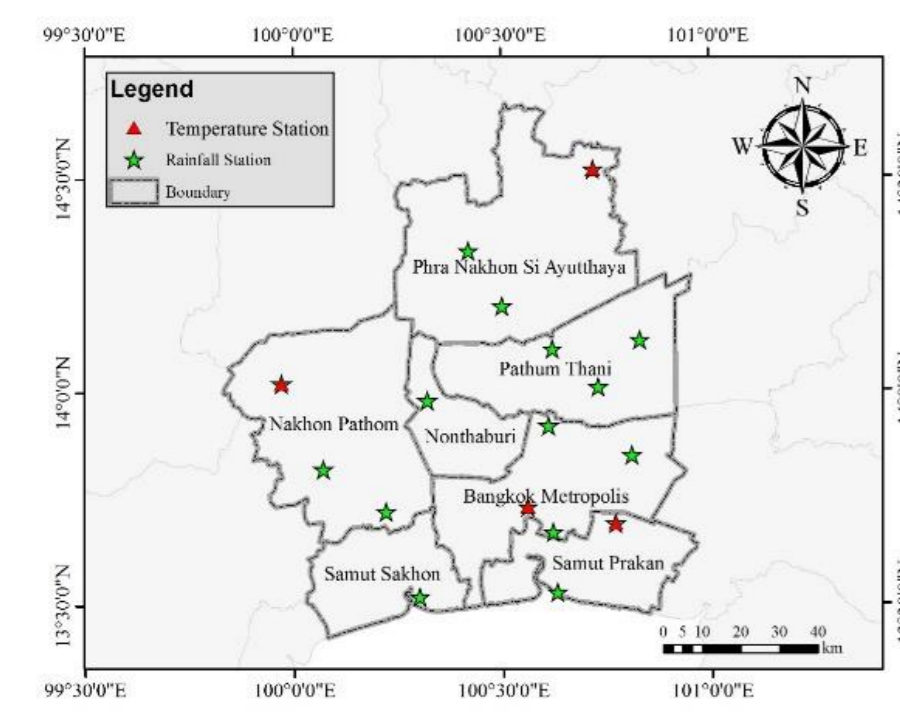 99°30'0"E 100°0'0"E 100°30'0"E 101°0'0"E
Legend
Temperature Station
Rainfall Station
Boundary
N
W E
S
14°30'0"N
14°0'0"N
13°30'0"N
Phra Nakhon Si Ayutthaya
Pathum Thani
Nakhon Pathom
Nonthaburi
Bangkok Metropolis
Samut Prakan
Samut Sakhon
0 5 10 20 30 40
km
99°30'0"E 100°0'0"E 100°30'0"E 101°0'0"E